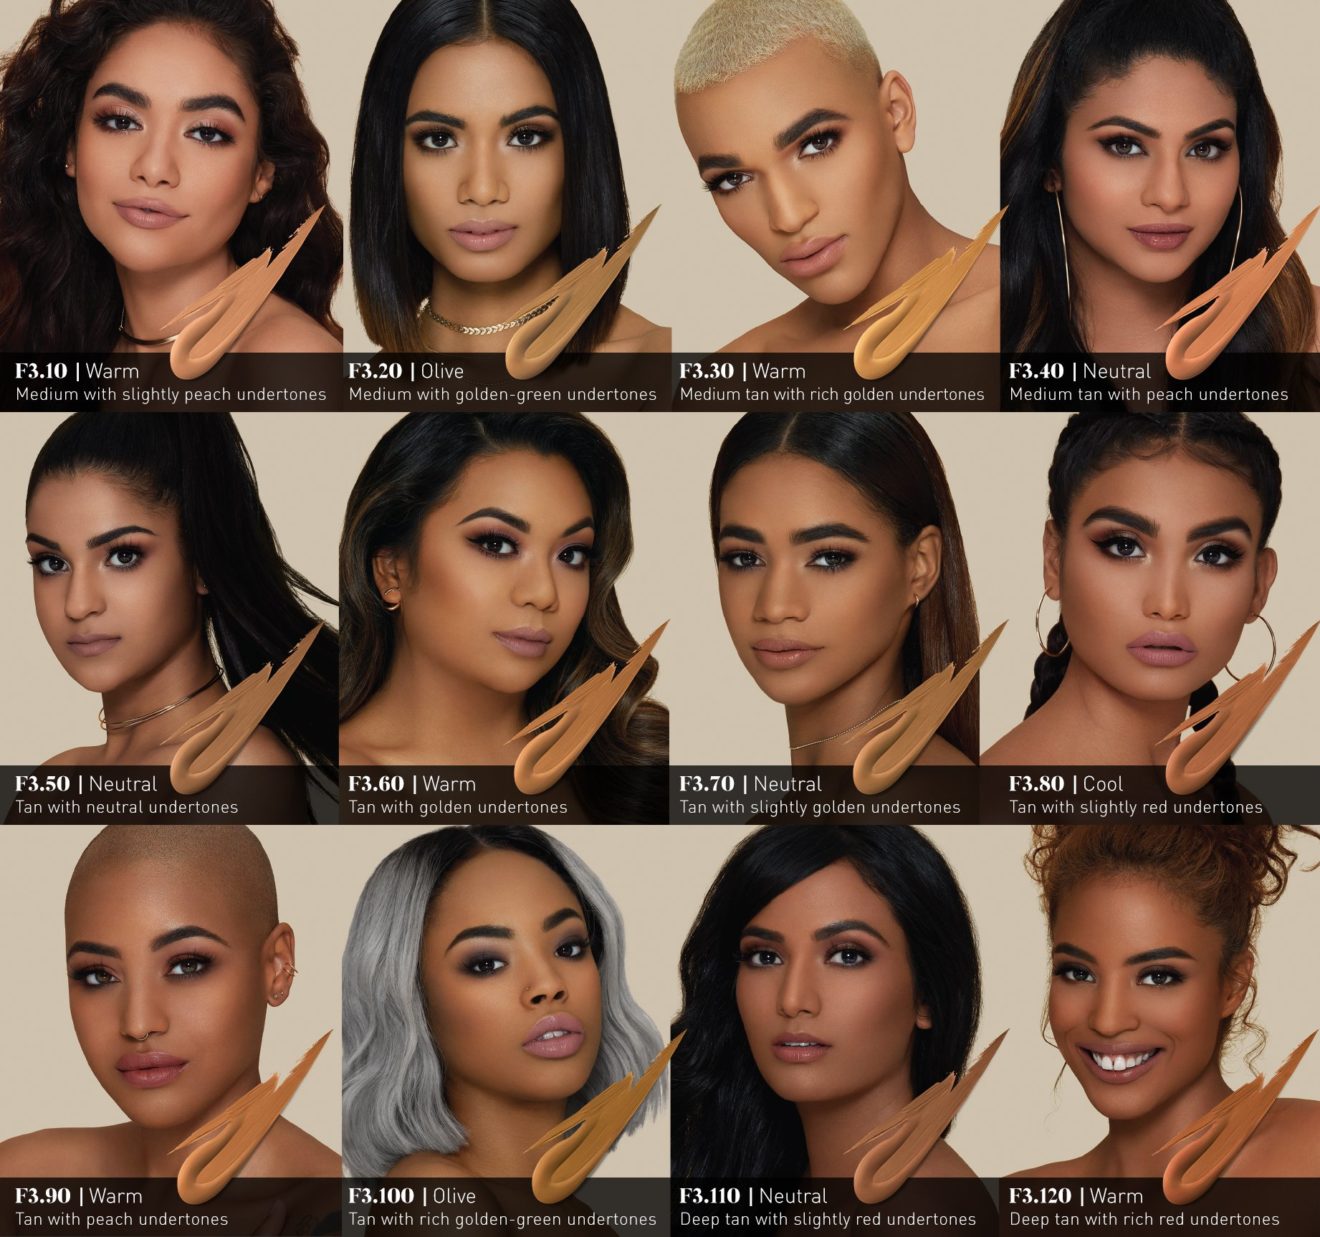 F3.10 | Warm
Medium with slightly peach undertones
F3.20 | Olive
Medium with golden-green undertones
F3.30 | Warm
Medium tan with rich golden undertones
F3.40 | Neutral
Medium tan with peach undertones
F3.50 | Neutral
Tan with neutral undertones
F3.60 | Warm
Tan with golden undertones
F3.70 | Neutral
Tan with slightly golden undertones
F3.80 | Cool
Tan with slightly red undertones
F3.90 | Warm
Tan with peach undertones
F3.100 | Olive
Tan with rich golden-green undertones
F3.110 | Neutral
Deep tan with slightly red undertones
F3.120 | Warm
Deep tan with rich red undertones